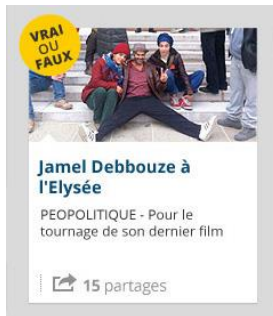 VRAI
OU
FAUX
Jamel Debbouze à
l'Elysée
PEOPOLITIQUE - Pour le
tournage de son dernier film
15 partages